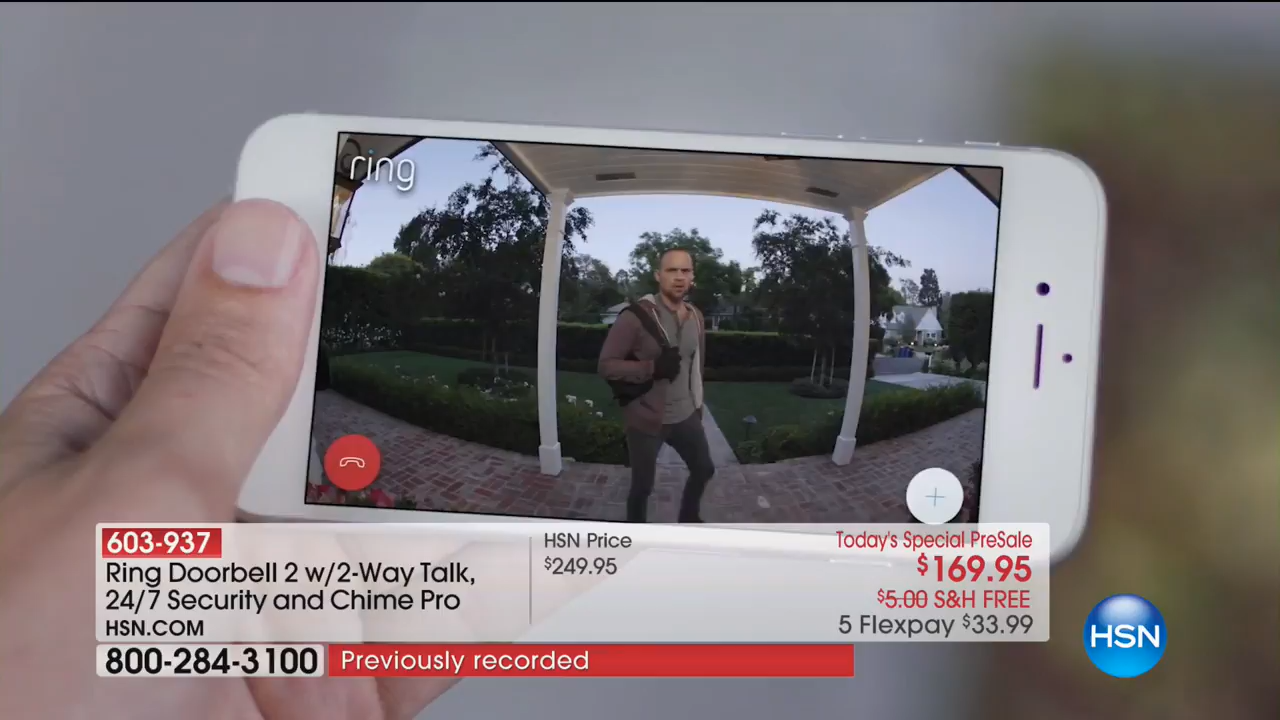 ring
603-937
Ring Doorbell 2 w/2-Way Talk,
24/7 Security and Chime Pro
HSN.COM
HSN Price
$249.95
Today's Special PreSale
$169.95
$5.00 S&H FREE
5 Flexpay $33.99
800-284-3100
Previously recorded
HSN